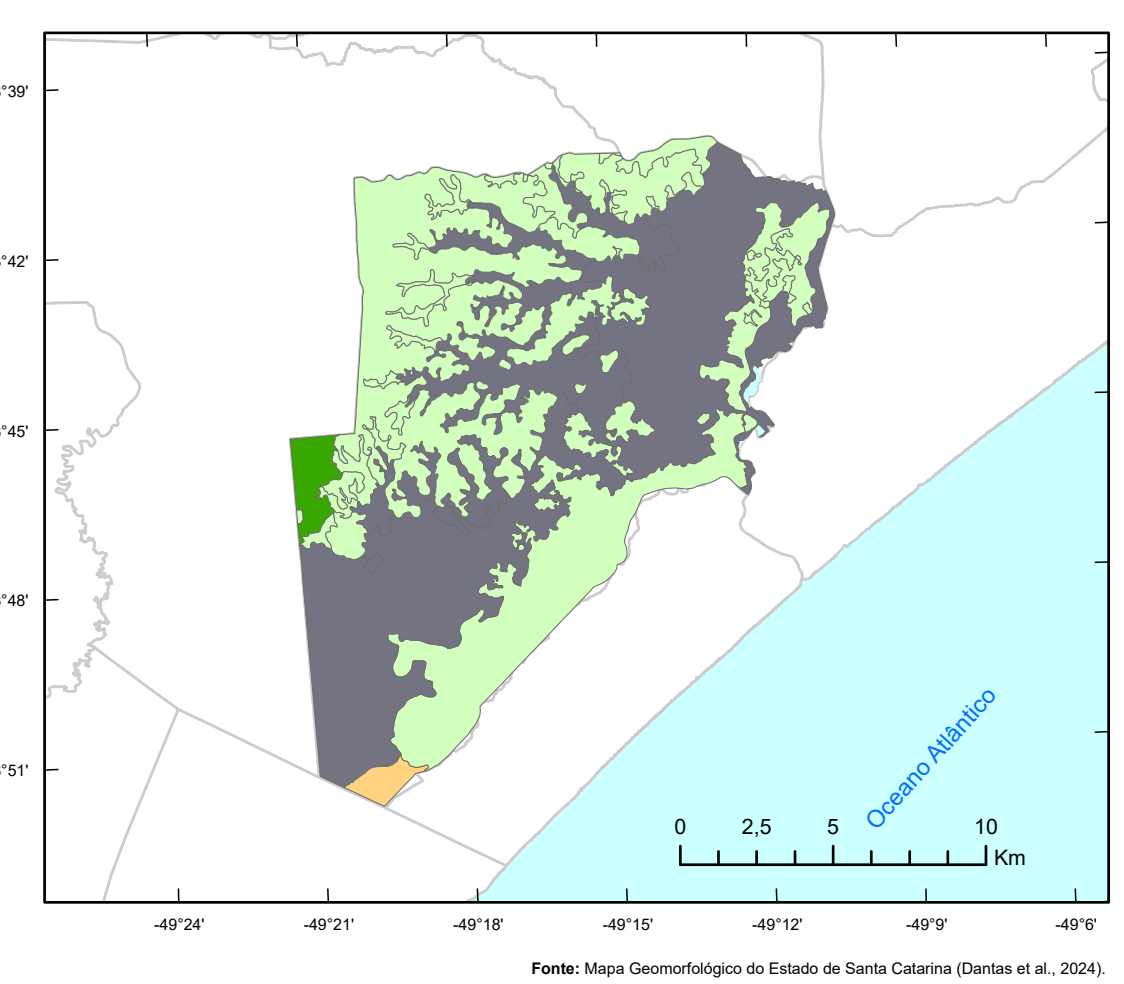 °39'
°42'
°45'
°48'
°51'
Oceano Atlântico
0 2,5 5 10
Km
-49°24' -49°21' -49°18' -49°15' -49°12' -49°9' -49°6'
Fonte: Mapa Geomorfológico do Estado de Santa Catarina (Dantas et al., 2024).